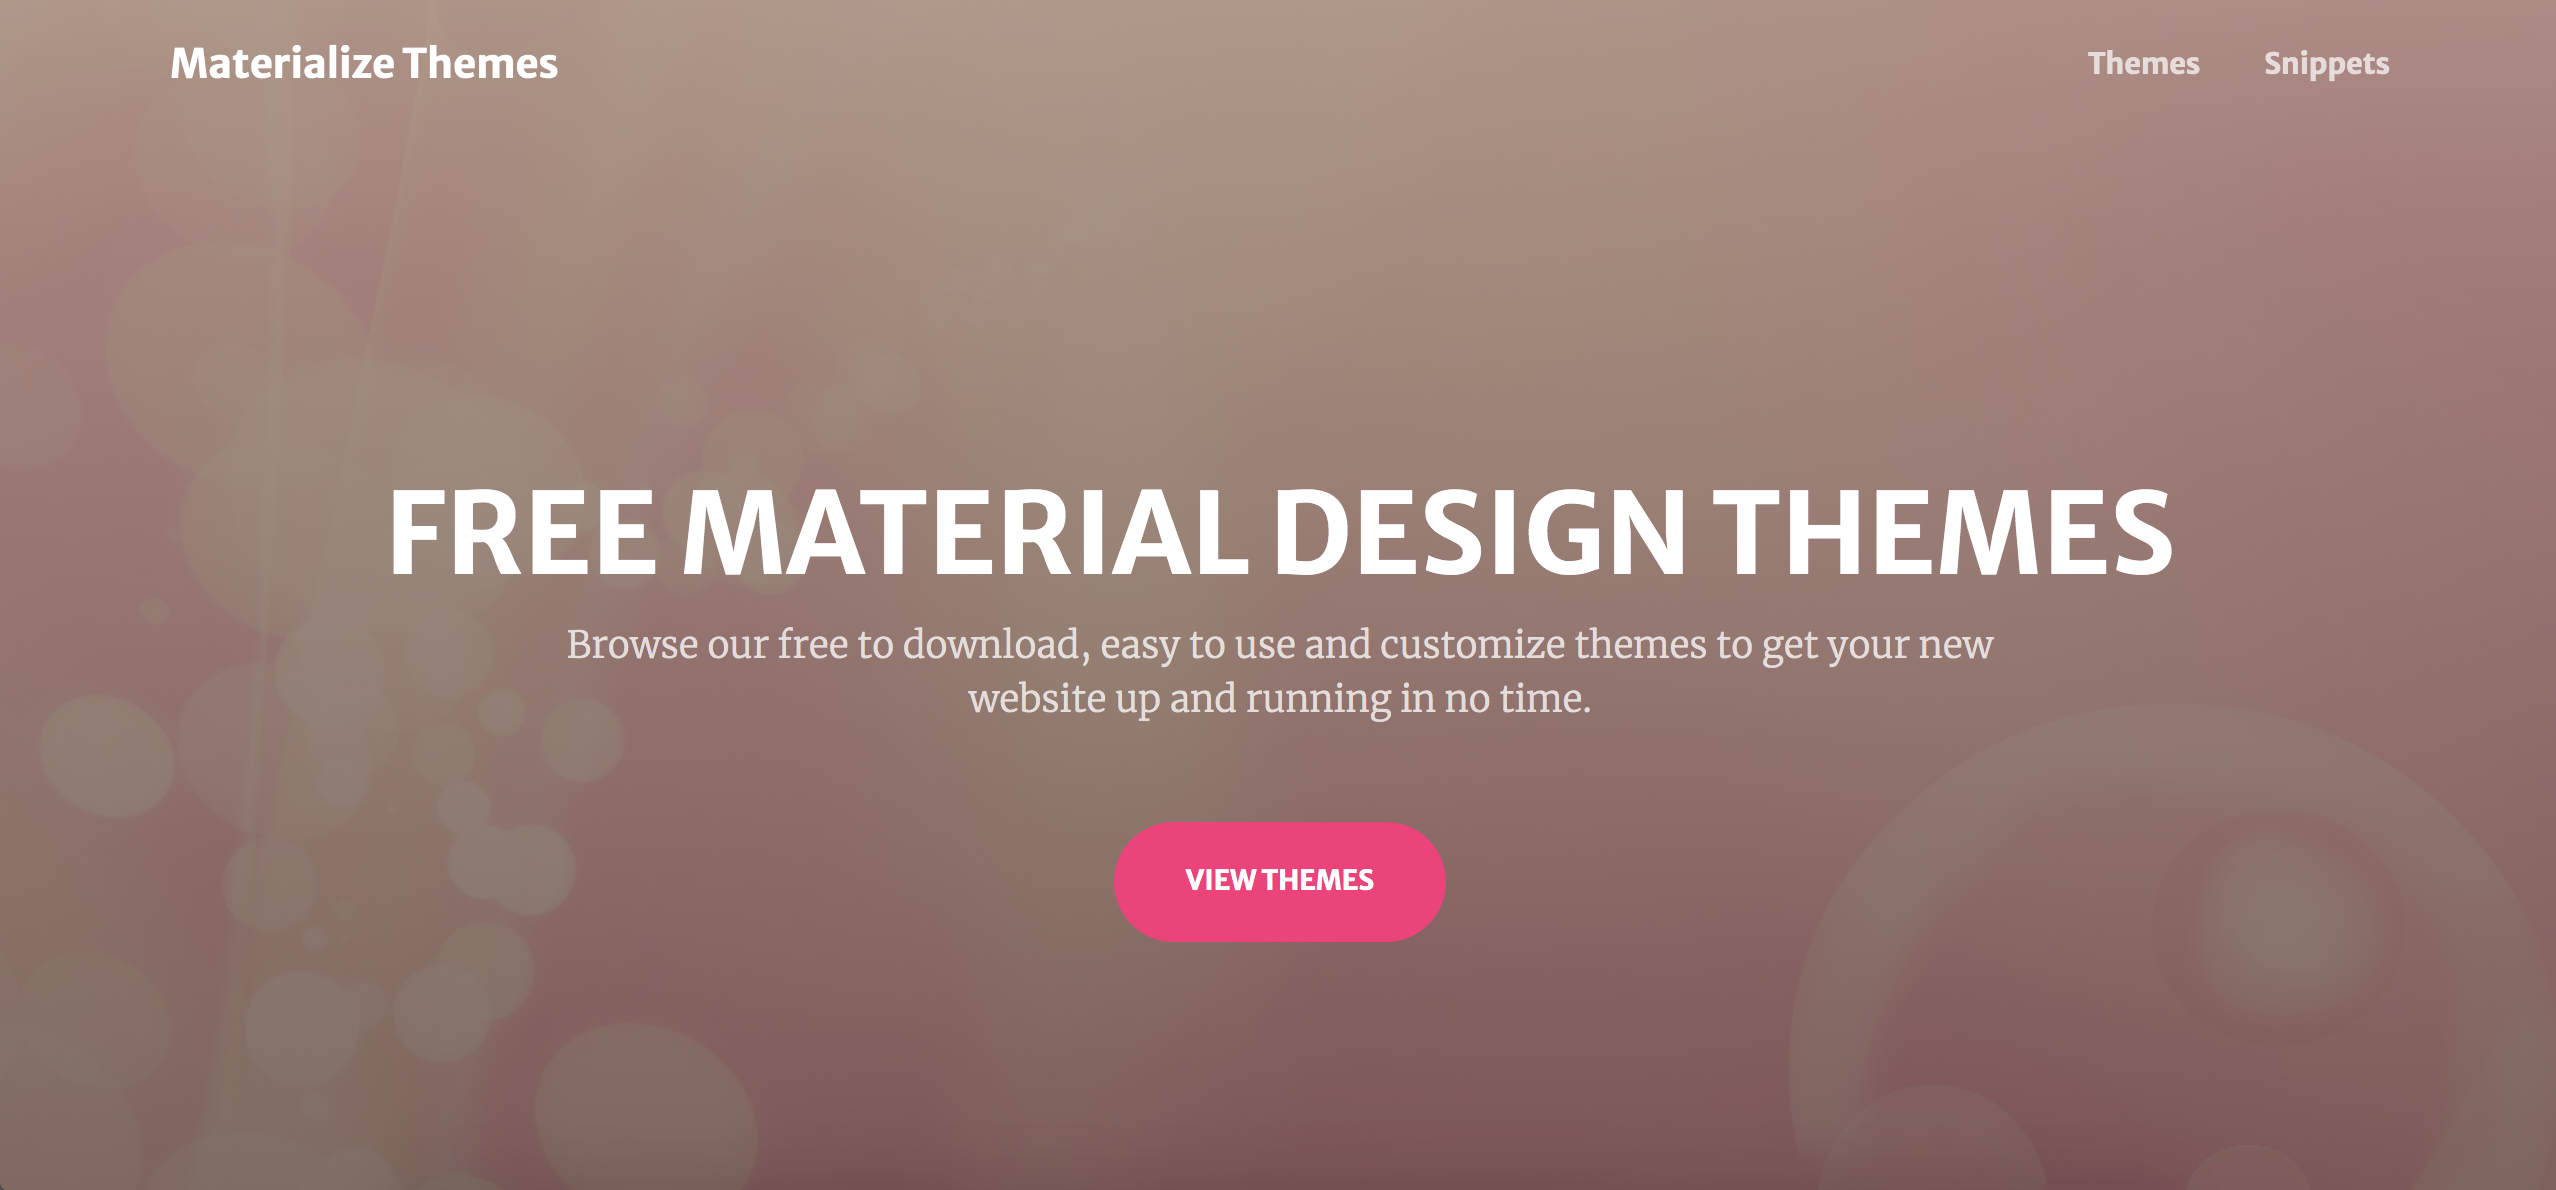 Materialize Themes
Themes
Snippets
FREE MATERIAL DESIGN THEMES
Browse our free to download, easy to use and customize themes to get your new
website up and running in no time.
VIEW THEMES